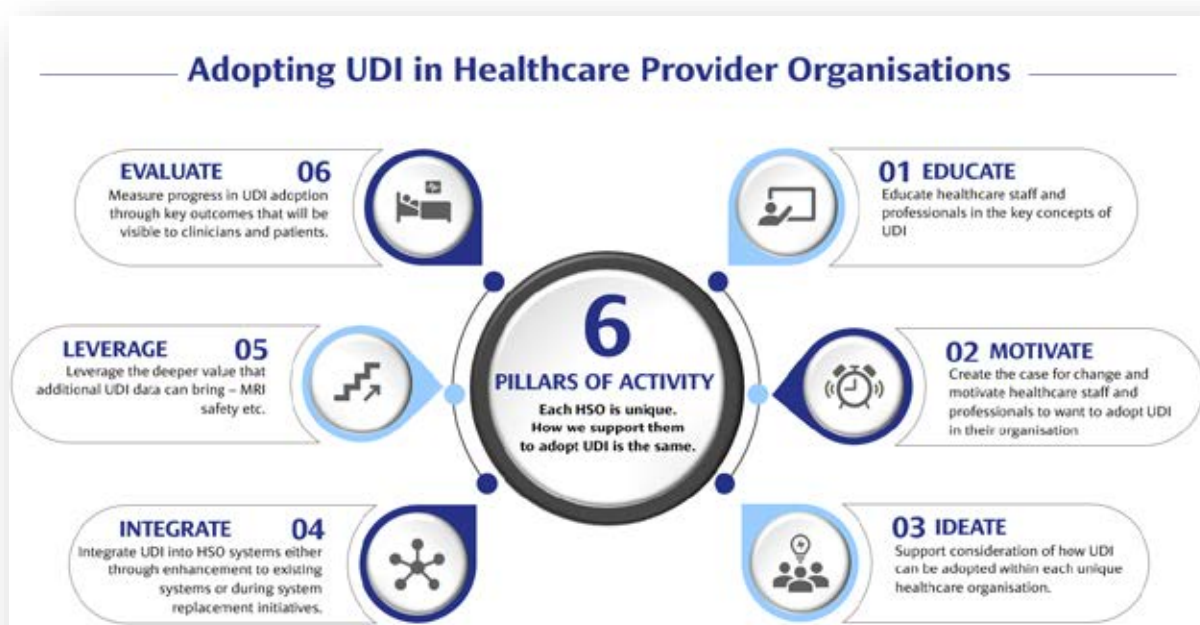 Adopting UDI in Healthcare Provider Organisations
EVALUATE 06
Measure progress in UDI adoption
through key outcomes that will be
visible to clinicians and patients.
01 EDUCATE
Educate healthcare staff and
professionals in the key concepts of
UDI
LEVERAGE 05
Leverage the deeper value that
additional UDI data can bring – MRI
safety etc.
6
PILLARS OF ACTIVITY
Each HSO is unique.
How we support them
to adopt UDI is the same.
02 MOTIVATE
Create the case for change and
motivate healthcare staff and
professionals to want to adopt UDI
in their organisation
INTEGRATE 04
Integrate UDI into HSO systems either
through enhancement to existing
systems or during system
replacement initiatives.
03 IDEATE
Support consideration of how UDI
can be adopted within each unique
healthcare organisation.